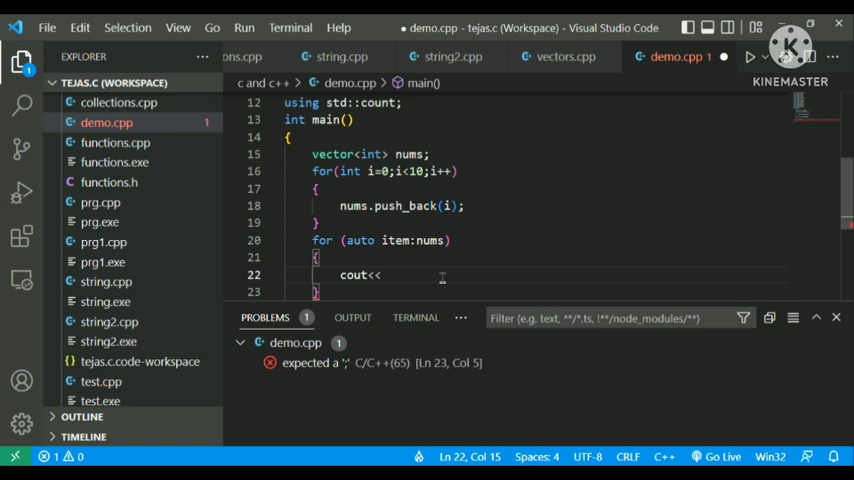 File Edit Selection View Go Run Terminal Help ● demo.cpp - tejas.c (Workspace) - Visual Studio Code
K
KINEMASTER
EXPLORER ···
ons.cpp string.cpp string2.cpp vectors.cpp demo.cpp 1 ●
TEJAS.C (WORKSPACE)
c and c++ > demo.cpp > main()
collections.cpp
demo.cpp 1
functions.cpp
functions.exe
functions.h
prg.cpp
prg.exe
prg1.cpp
prg1.exe
string.cpp
string.exe
string2.cpp
string2.exe
{} tejas.c.code-workspace
test.cpp
test.exe
OUTLINE
TIMELINE
1
12 using std::count;
13 int main()
14 {
15 vector<int> nums;
16 for(int i=0;i<10;i++)
17 {
18 nums.push_back(i);
19 }
20 for (auto item:nums)
21 {
22 cout<<
23 }
PROBLEMS 1 OUTPUT TERMINAL ··· Filter (e.g. text, **/*.ts, !**/node_modules/**)
demo.cpp 1
expected a ';' C/C++(65) [Ln 23, Col 5]
1 0 Ln 22, Col 15 Spaces: 4 UTF-8 CRLF C++ Go Live Win32